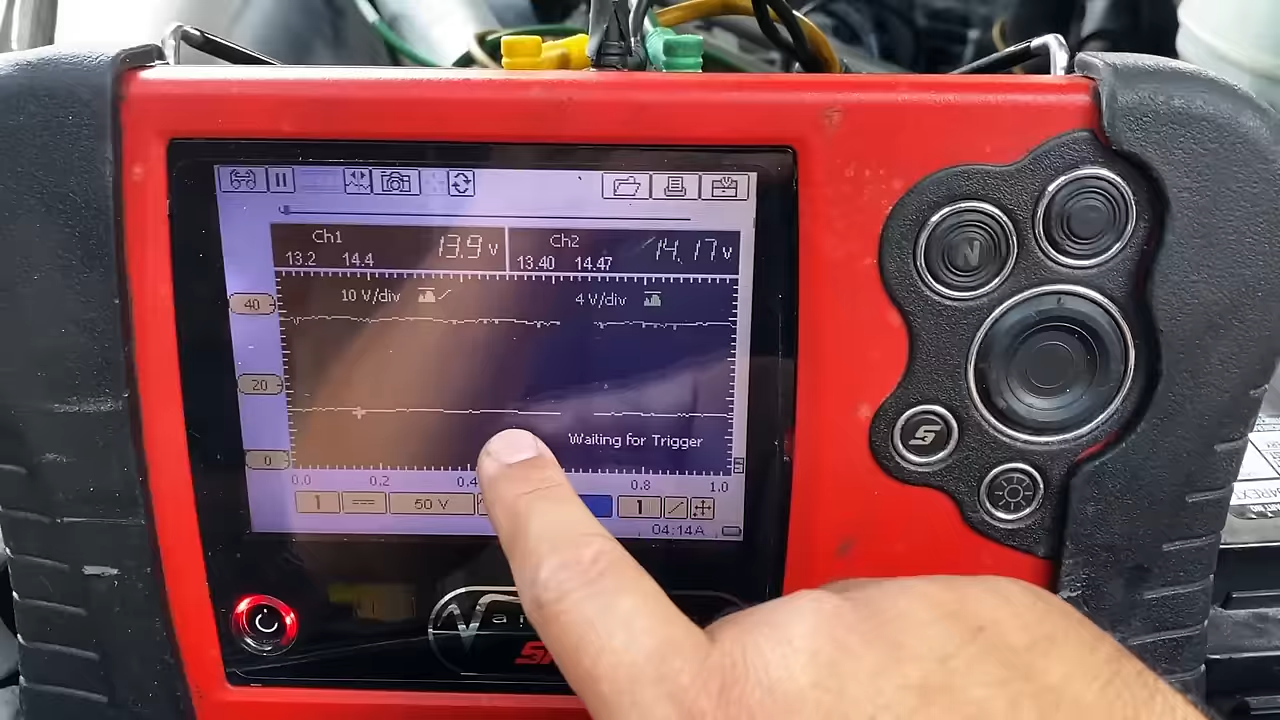 Ch1
13.2 14.4
13.9 v
Ch2
13.40 14.47
14.17 v
10 V/div
4 V/div
40
20
0
Waiting for Trigger
0.0 0.2 0.4 0.8 1.0
1
50 V
1
04:14A
N
S